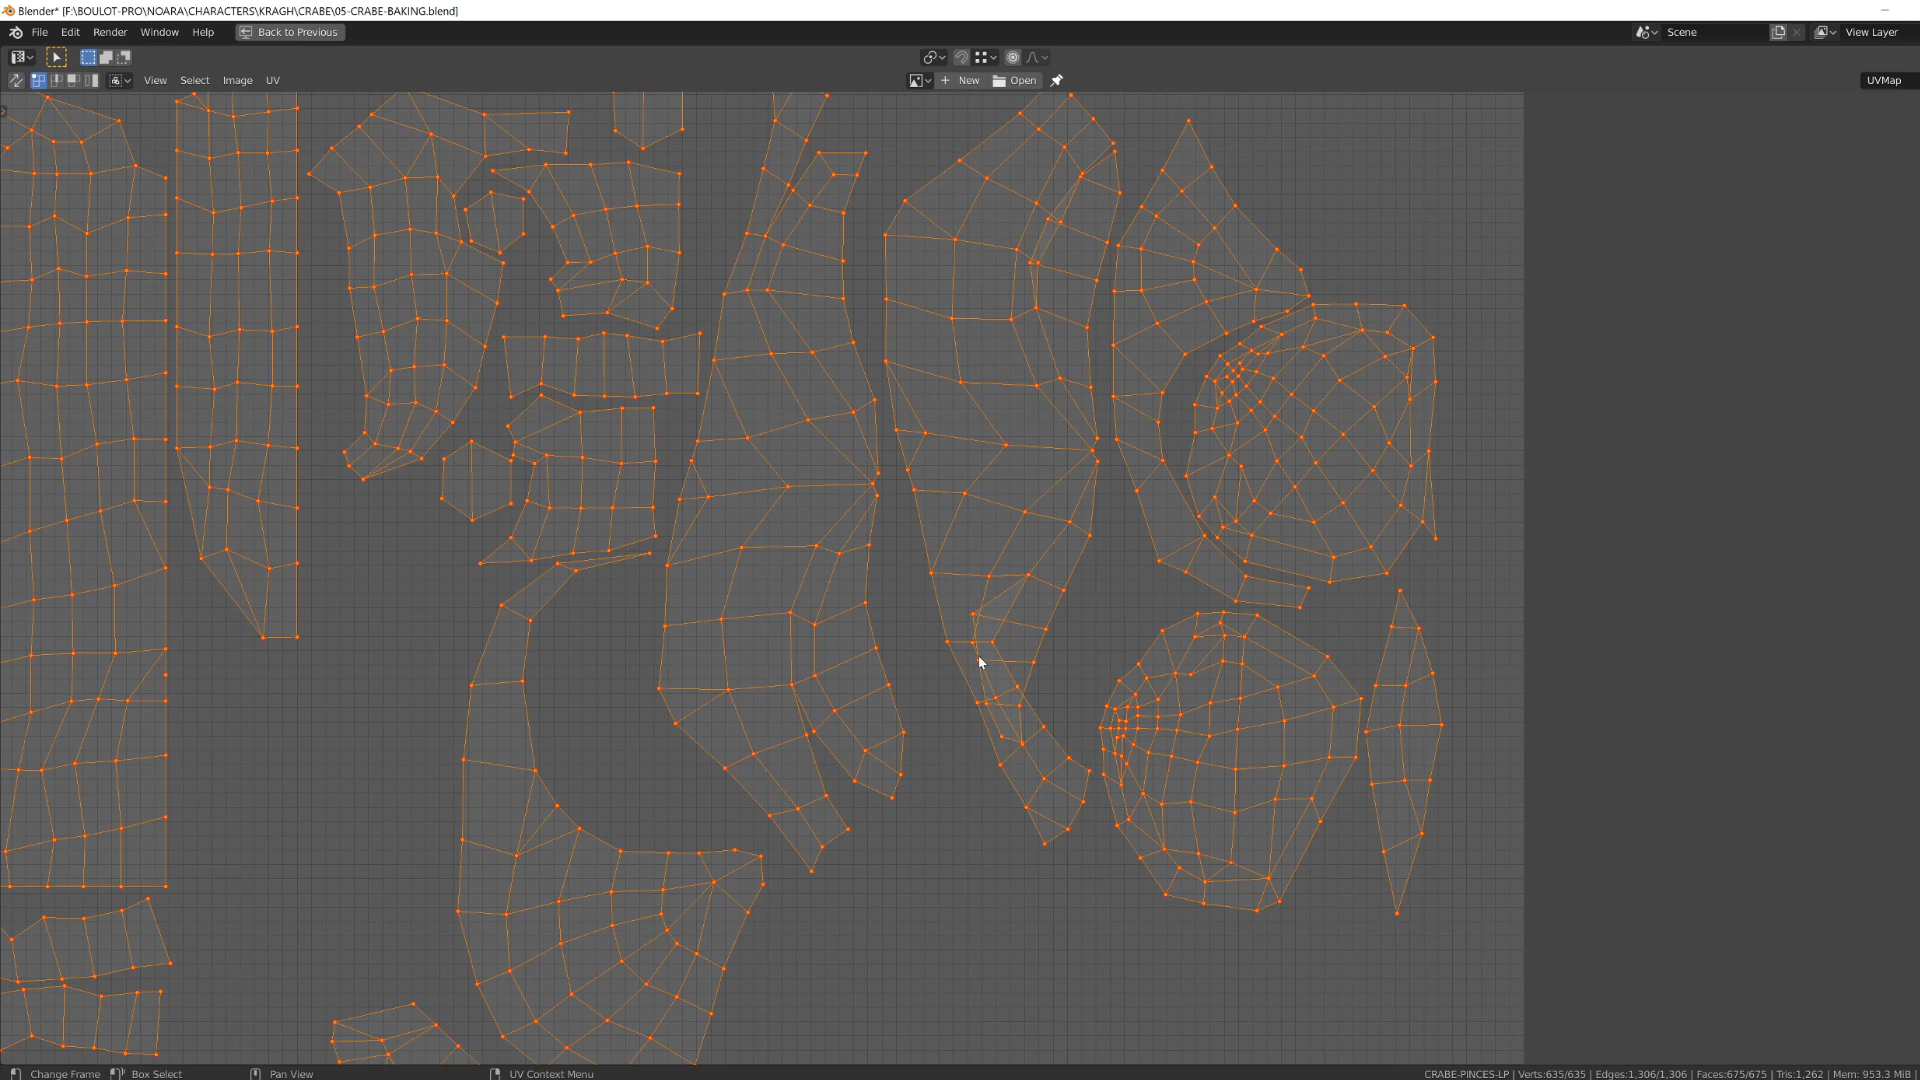 Blender* [F:\BOULOT-PRO\NOARA\CHARACTERS\KRAGH\CRABE\05-CRABE-BAKING.blend]
File Edit Render Window Help Back to Previous Scene View Layer
View Select Image UV New Open UVMap
Change Frame Box Select Pan View UV Context Menu CRABE-PINCES-LP | Verts:635/635 | Edges:1,306/1,306 | Faces:675/675 | Tris:1,262 | Mem: 953.3 MiB |